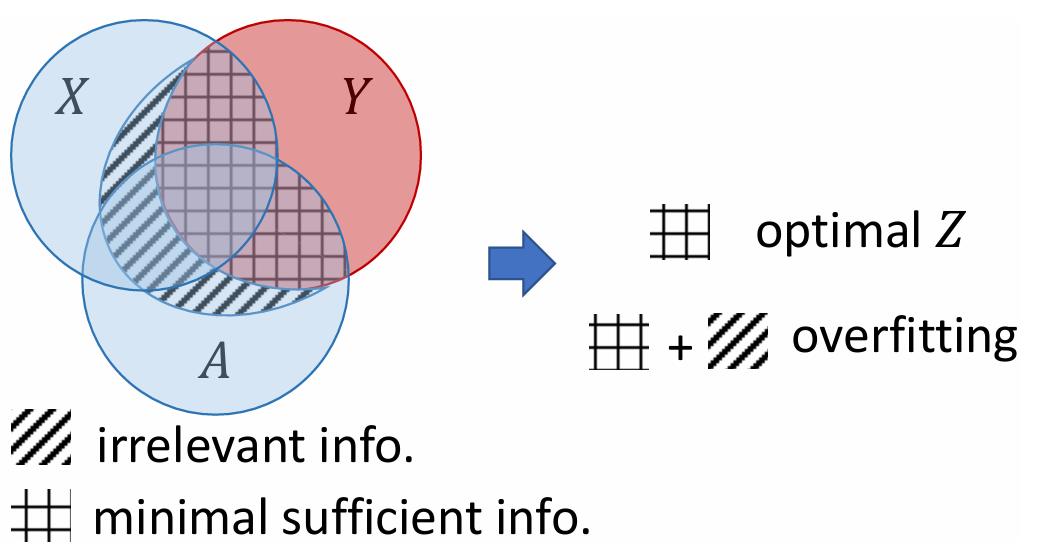 X
Y
A
irrelevant info.
minimal sufficient info.
optimal Z
+ overfitting